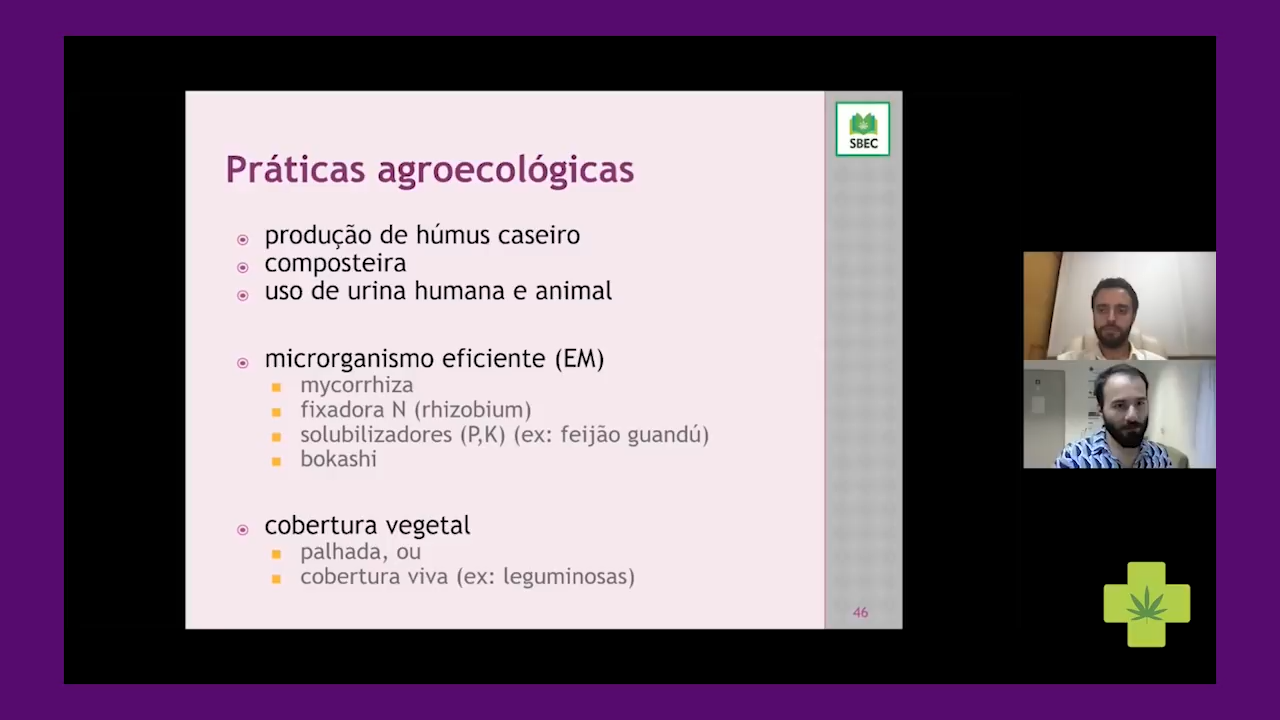 SBEC
Práticas agroecológicas
produção de húmus caseiro
composteira
uso de urina humana e animal
microrganismo eficiente (EM)
mycorrhiza
fixadora N (rhizobium)
solubilizadores (P,K) (ex: feijão guandú)
bokashi
cobertura vegetal
palhada, ou
cobertura viva (ex: leguminosas)
46